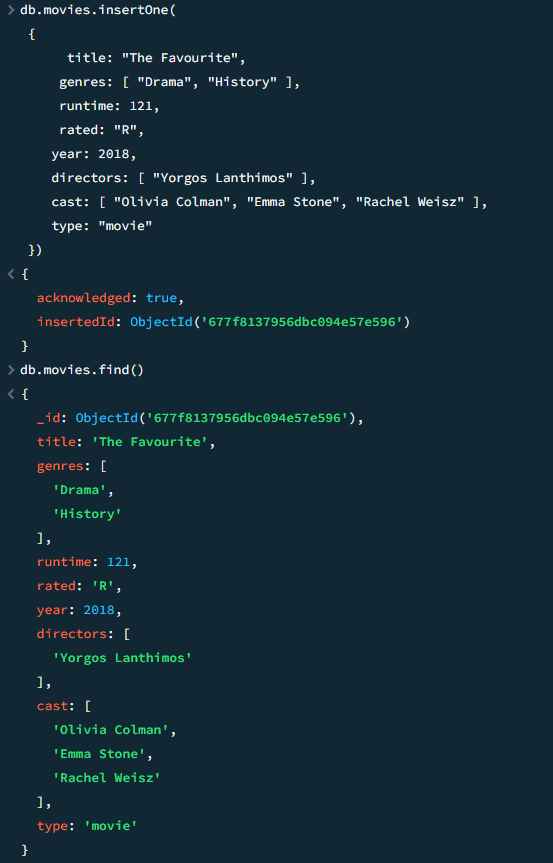 > db.movies.insertOne(
{
title: "The Favourite",
genres: [ "Drama", "History" ],
runtime: 121,
rated: "R",
year: 2018,
directors: [ "Yorgos Lanthimos" ],
cast: [ "Olivia Colman", "Emma Stone", "Rachel Weisz" ],
type: "movie"
})
< {
acknowledged: true,
insertedId: ObjectId('677f8137956dbc094e57e596')
}
> db.movies.find()
< {
_id: ObjectId('677f8137956dbc094e57e596'),
title: 'The Favourite',
genres: [
'Drama',
'History'
],
runtime: 121,
rated: 'R',
year: 2018,
directors: [
'Yorgos Lanthimos'
],
cast: [
'Olivia Colman',
'Emma Stone',
'Rachel Weisz'
],
type: 'movie'
}